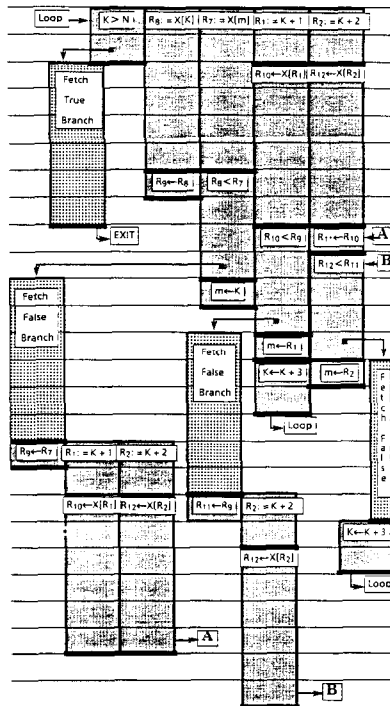 Loop
K > N
R8: =X[K]
R7: =X[m]
R1: =K+1
R2: =K+2
Fetch
True
Branch
R10←X[R1]
R12←X[R2]
R9←R8
R8<R7
EXIT
R10<R9
R11←R10
A
R12<R11
B
Fetch
False
Branch
m←K
Fetch
False
Branch
m←R1
K←K+3
m←R2
Loop
Fetch
False
R9←R7
R1: =K+1
R2: =K+2
R10←X[R1]
R12←X[R2]
R11←R9
R2: =K+2
K←K+3
R12←X[R2]
Loop
A
B